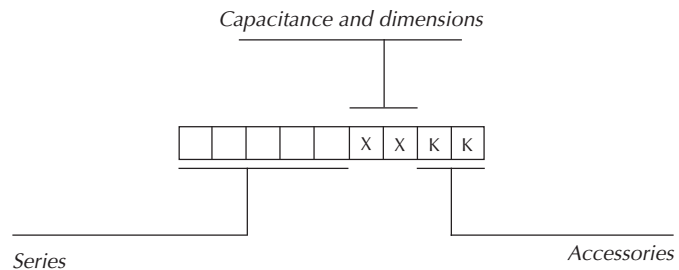 Capacitance and dimensions
X X K K
Series
Accessories